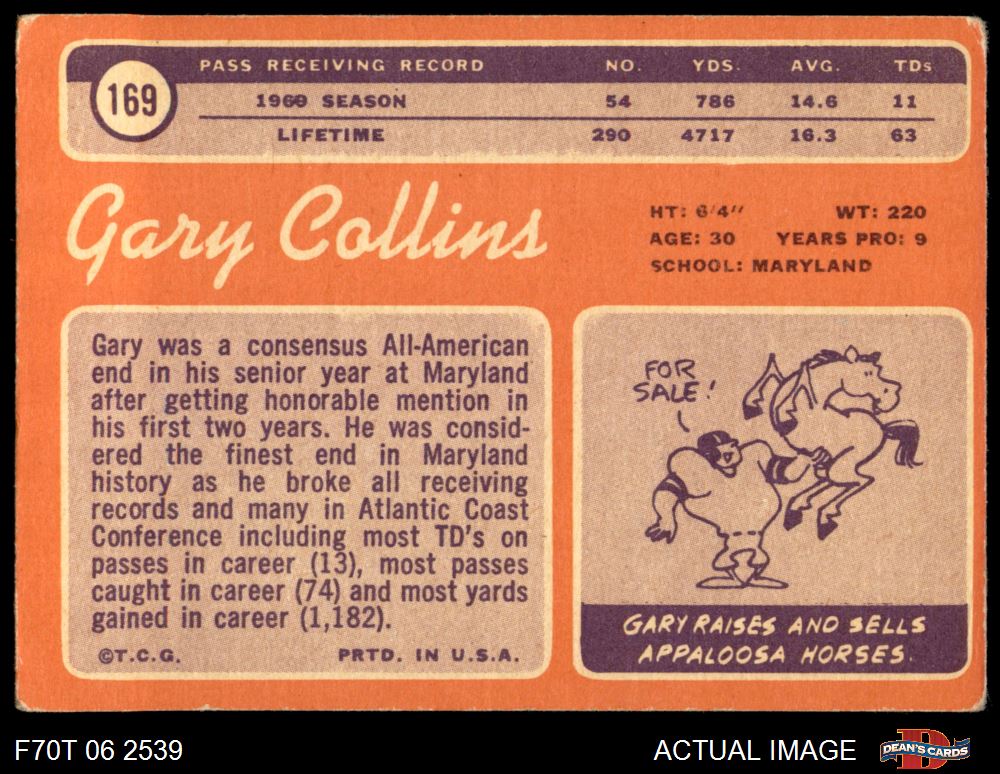 PASS RECEIVING RECORD NO. YDS. AVG. TDs
169
1969 SEASON 54 786 14.6 11
LIFETIME 290 4717 16.3 63
Gary Collins
HT: 6'4" WT: 220
AGE: 30 YEARS PRO: 9
SCHOOL: MARYLAND
Gary was a consensus All-American
end in his senior year at Maryland
after getting honorable mention in
his first two years. He was consid-
ered the finest end in Maryland
history as he broke all receiving
records and many in Atlantic Coast
Conference including most TD's on
passes in career (13), most passes
caught in career (74) and most yards
gained in career (1,182).
©T.C.G. PRTD. IN U.S.A.
FOR
SALE!
GARY RAISES AND SELLS
APPALOOSA HORSES.
F70T 06 2539
ACTUAL IMAGE
DEAN'S CARDS